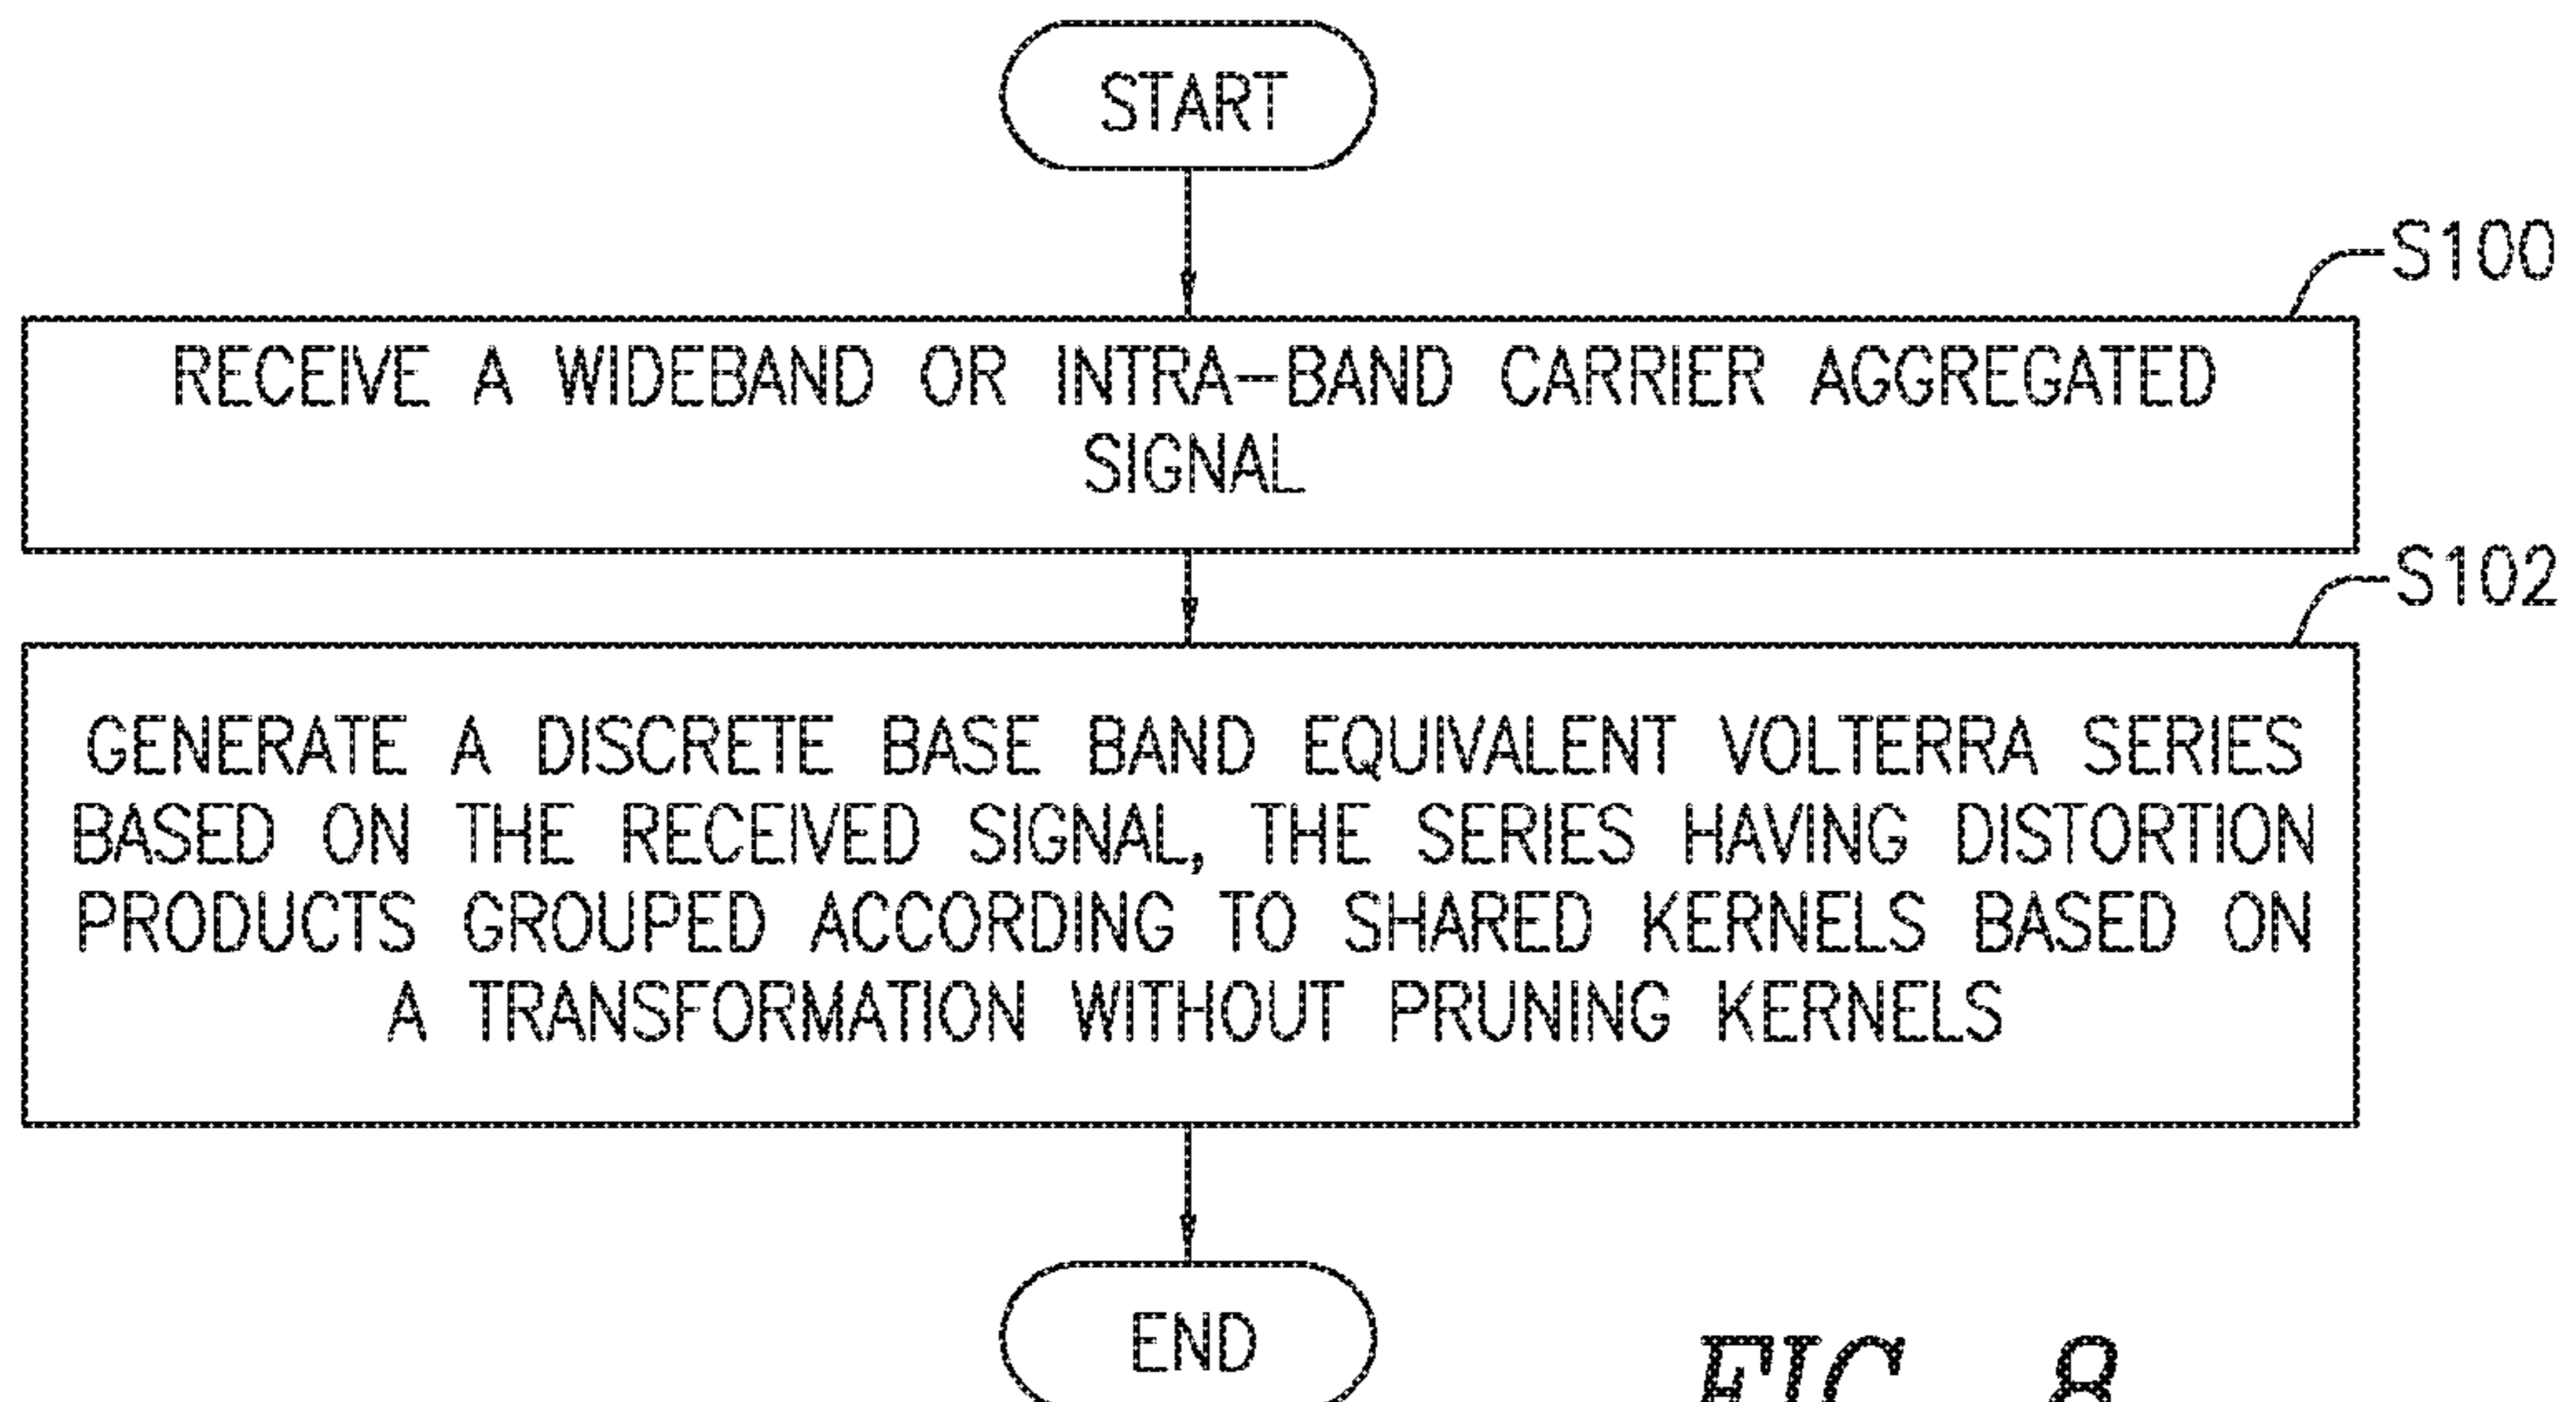 START
S100
RECEIVE A WIDEBAND OR INTRA-BAND CARRIER AGGREGATED
SIGNAL
S102
GENERATE A DISCRETE BASE BAND EQUIVALENT VOLTERRA SERIES
BASED ON THE RECEIVED SIGNAL, THE SERIES HAVING DISTORTION
PRODUCTS GROUPED ACCORDING TO SHARED KERNELS BASED ON
A TRANSFORMATION WITHOUT PRUNING KERNELS
END
FIG. 8